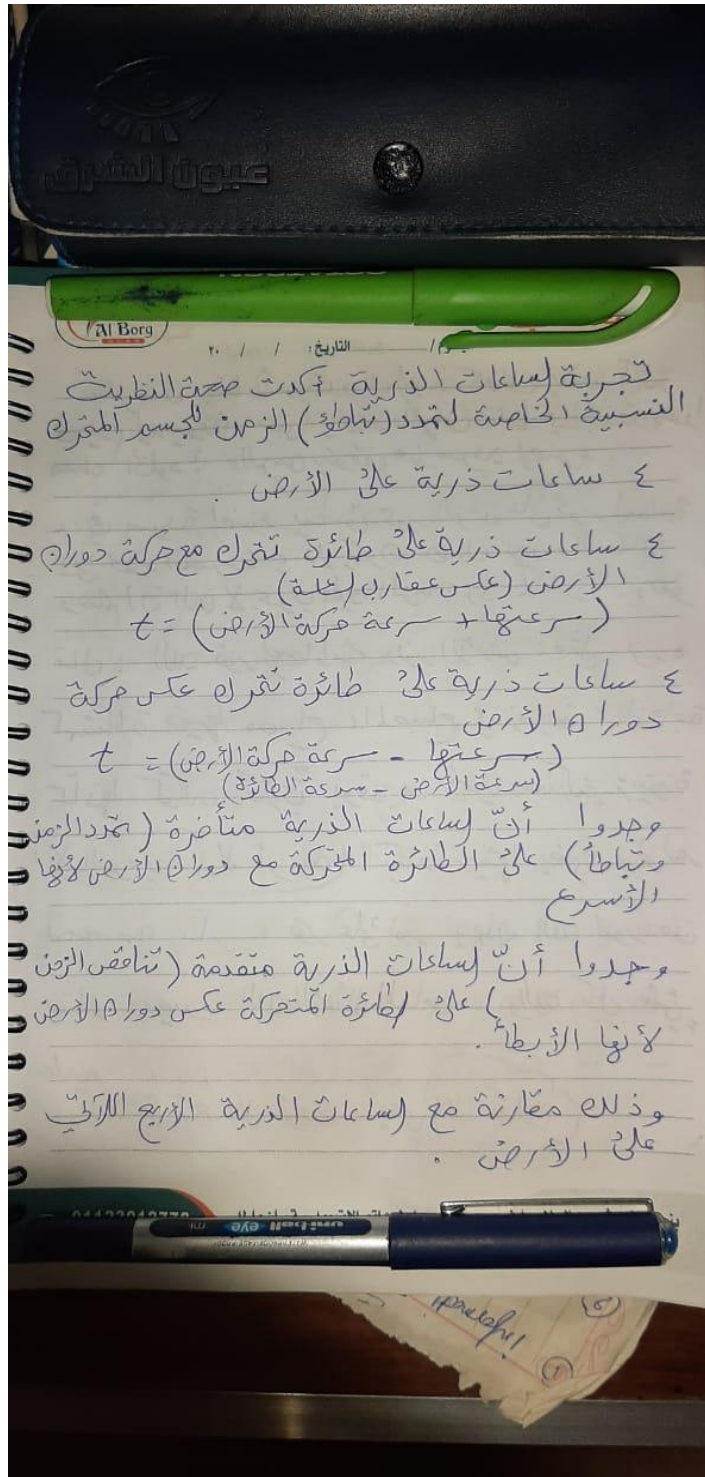 عيون الشرق
Al Borg
التاريخ: / / ٢٠
تجربة الساعات الذرية أكدت صحة النظرية
النسبية الخاصة لتمدد (تباطؤ) الزمن للجسم المتحرك
٤ ساعات ذرية على الأرض .
٤ ساعات ذرية على طائرة تتحرك مع حركة دوران
الأرض (عكس عقارب الساعة)
(سرعتها + سرعة حركة الأرض) = t
٤ ساعات ذرية على طائرة تتحرك عكس حركة
دوران الأرض
(سرعتها - سرعة حركة الأرض) = t
(سرعة الأرض - سرعة الطائرة)
وجدوا أنّ الساعات الذرية متأخرة (تمدد الزمن
وتباطأ) على الطائرة المتحركة مع دوران الأرض لأنها
الأسرع
وجدوا أنّ الساعات الذرية متقدمة (تناقص الزمن
) على الطائرة المتحركة عكس دوران الأرض
لأنها الأبطأ .
وذلك مقارنة مع الساعات الذرية الأربع اللآتي
على الأرض .
uniball eye